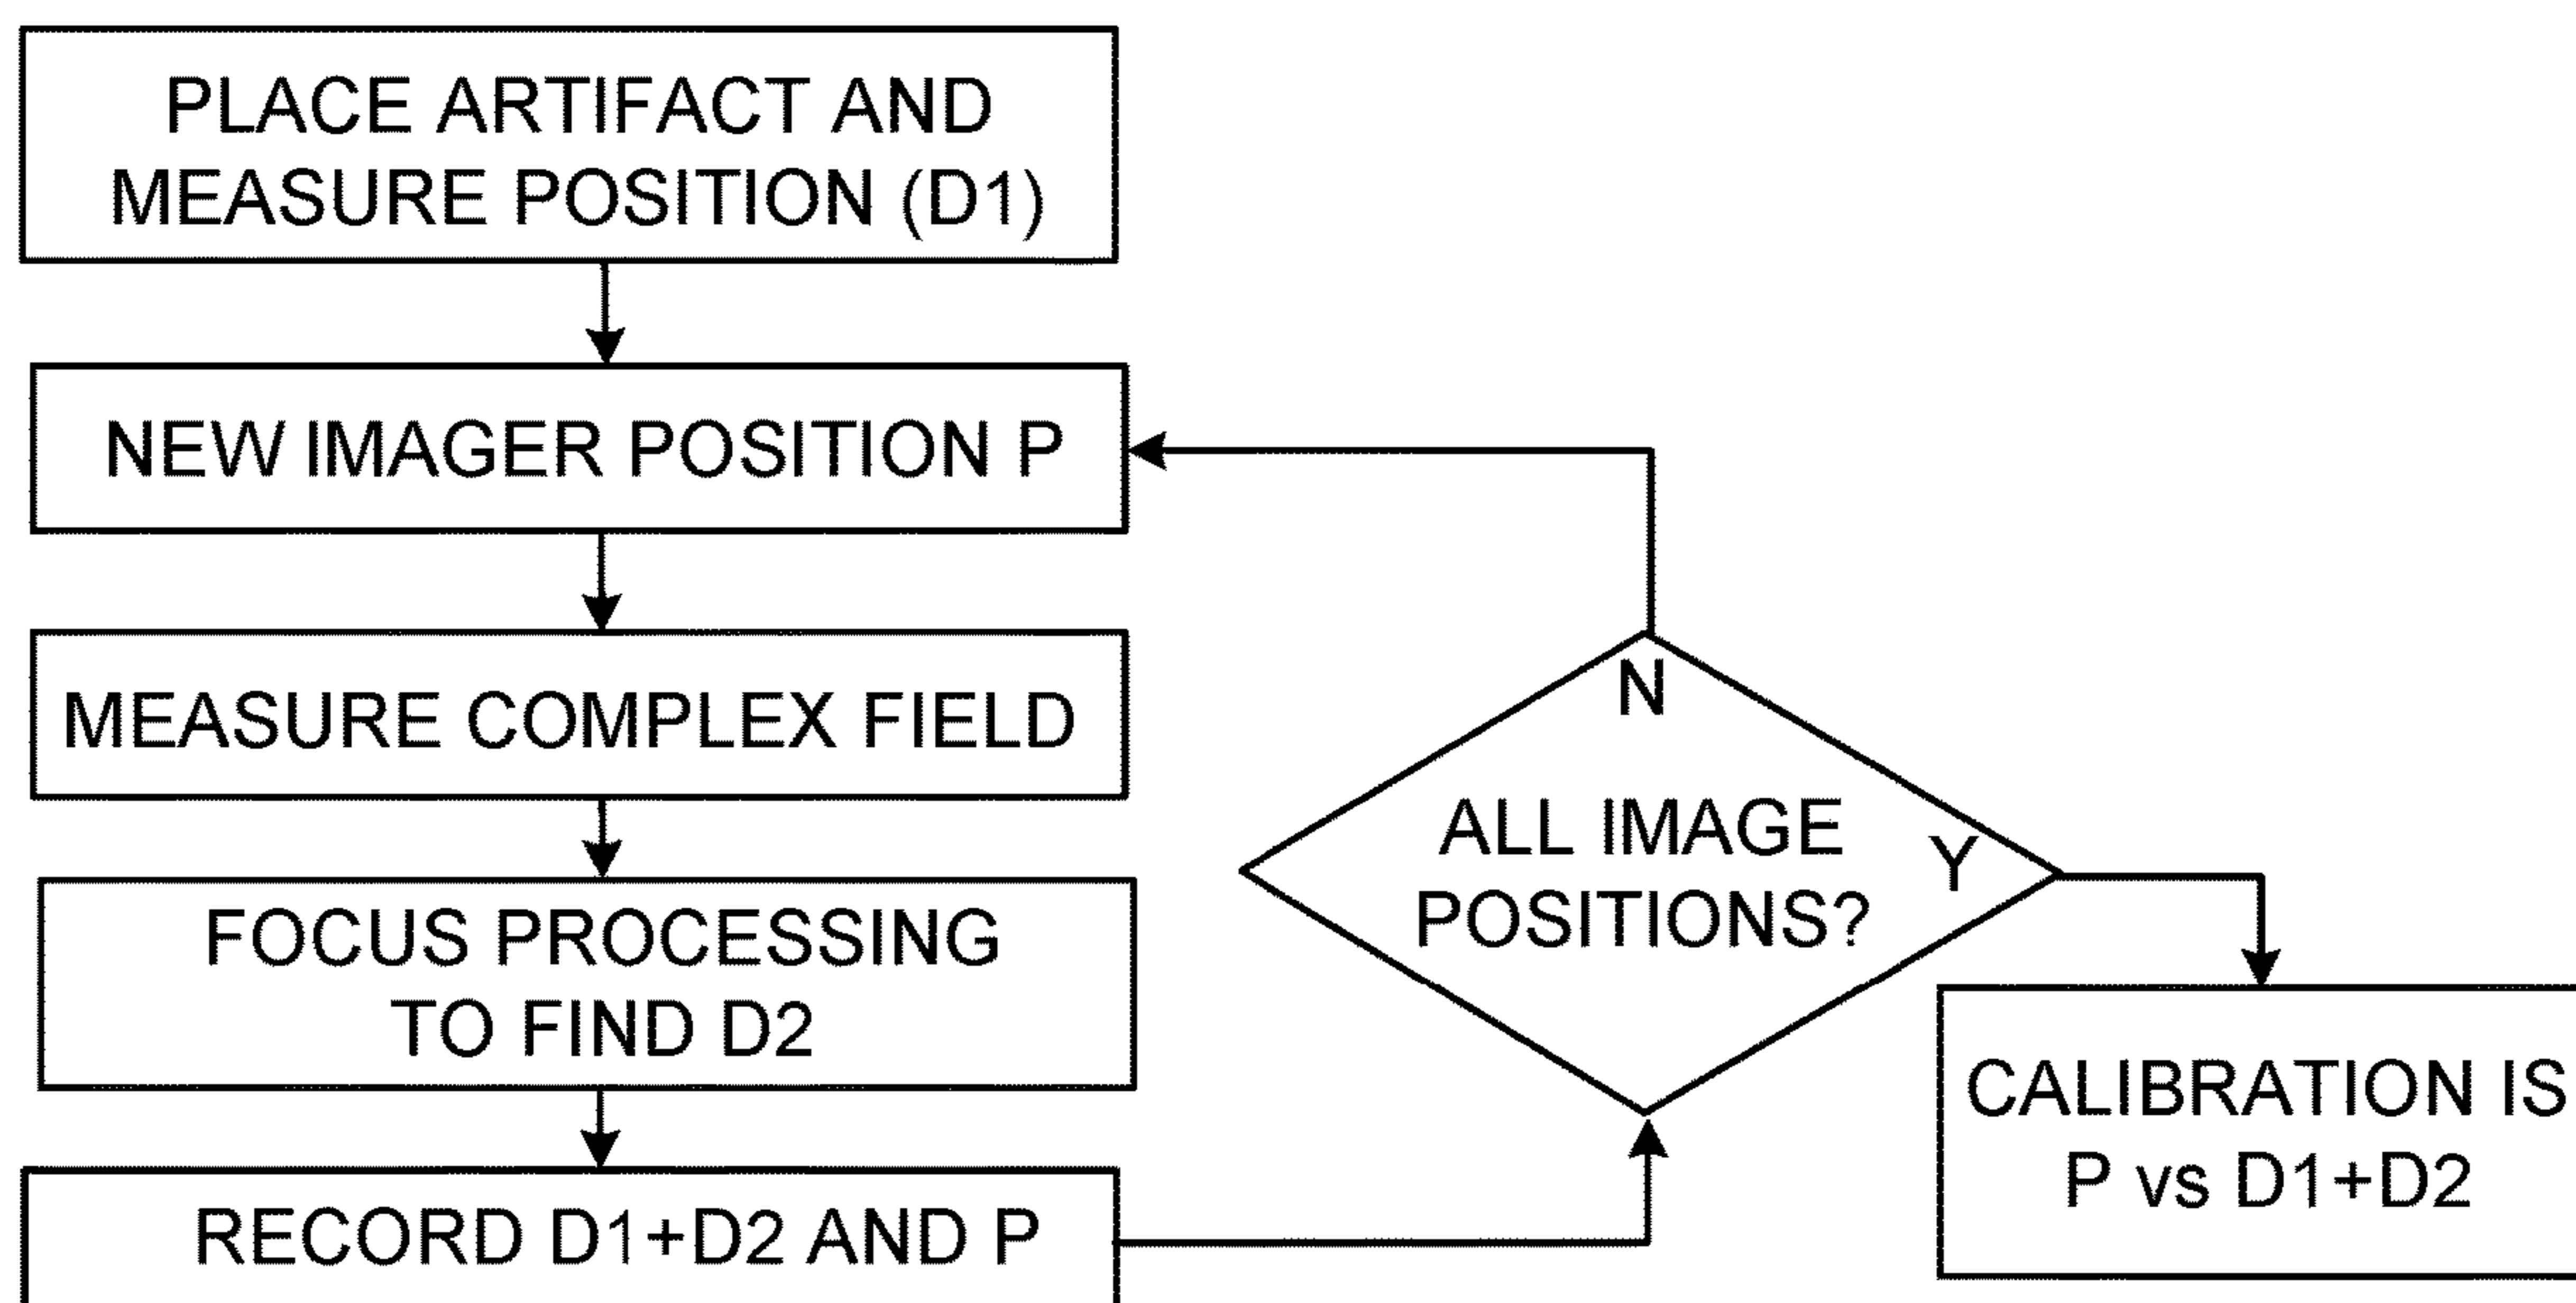 PLACE ARTIFACT AND
MEASURE POSITION (D1)
NEW IMAGER POSITION P
MEASURE COMPLEX FIELD
FOCUS PROCESSING
TO FIND D2
RECORD D1+D2 AND P
N
ALL IMAGE
POSITIONS?
Y
CALIBRATION IS
P vs D1+D2